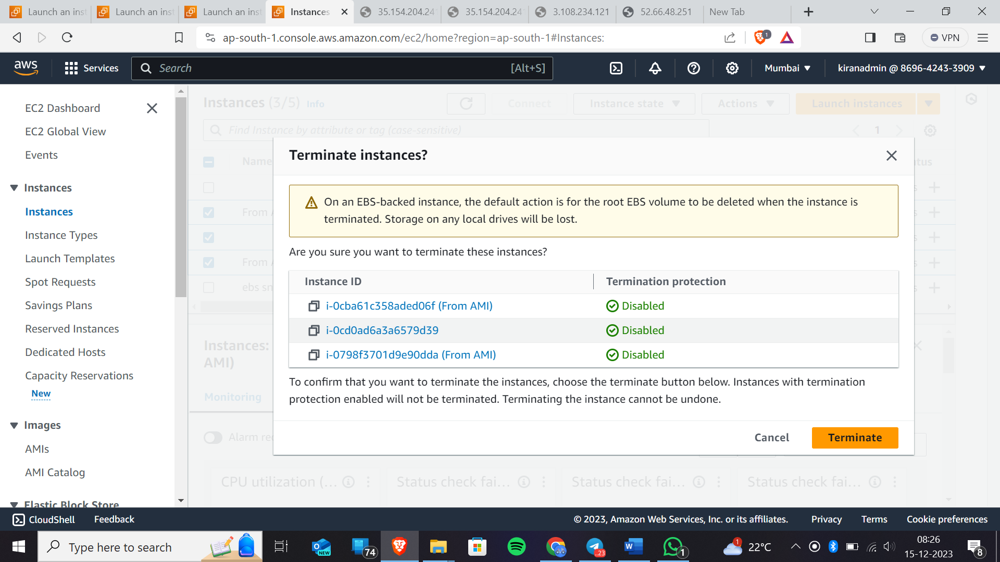 Launch an inst
Launch an inst
Launch an inst
Instances
35.154.204.24
35.154.204.24
3.108.234.121
52.66.48.251
New Tab
ap-south-1.console.aws.amazon.com/ec2/home?region=ap-south-1#Instances:
1
VPN
aws
Services
Search
[Alt+S]
Mumbai
kiranadmin @ 8696-4243-3909
EC2 Dashboard
EC2 Global View
Events
Instances
Instances
Instance Types
Launch Templates
Spot Requests
Savings Plans
Reserved Instances
Dedicated Hosts
Capacity Reservations
New
Images
AMIs
AMI Catalog
Elastic Block Store
Instances (3/5) Info
Connect
Instance state
Actions
Launch instances
Find Instance by attribute or tag (case-sensitive)
1
Name
tus
From
From
ebs sn
Instances:
AMI)
Monitoring
Alarm re
Terminate instances?
On an EBS-backed instance, the default action is for the root EBS volume to be deleted when the instance is
terminated. Storage on any local drives will be lost.
Are you sure you want to terminate these instances?
Instance ID
Termination protection
i-0cba61c358aded06f (From AMI)
Disabled
i-0cd0ad6a3a6579d39
Disabled
i-0798f3701d9e90dda (From AMI)
Disabled
To confirm that you want to terminate the instances, choose the terminate button below. Instances with termination
protection enabled will not be terminated. Terminating the instance cannot be undone.
Cancel
Terminate
CPU utilization (...
Status check fai...
Status check fai...
Status check fai...
CloudShell
Feedback
© 2023, Amazon Web Services, Inc. or its affiliates.
Privacy
Terms
Cookie preferences
Type here to search
NEW
74
..23
W
1
1
22°C
08:26
15-12-2023
8